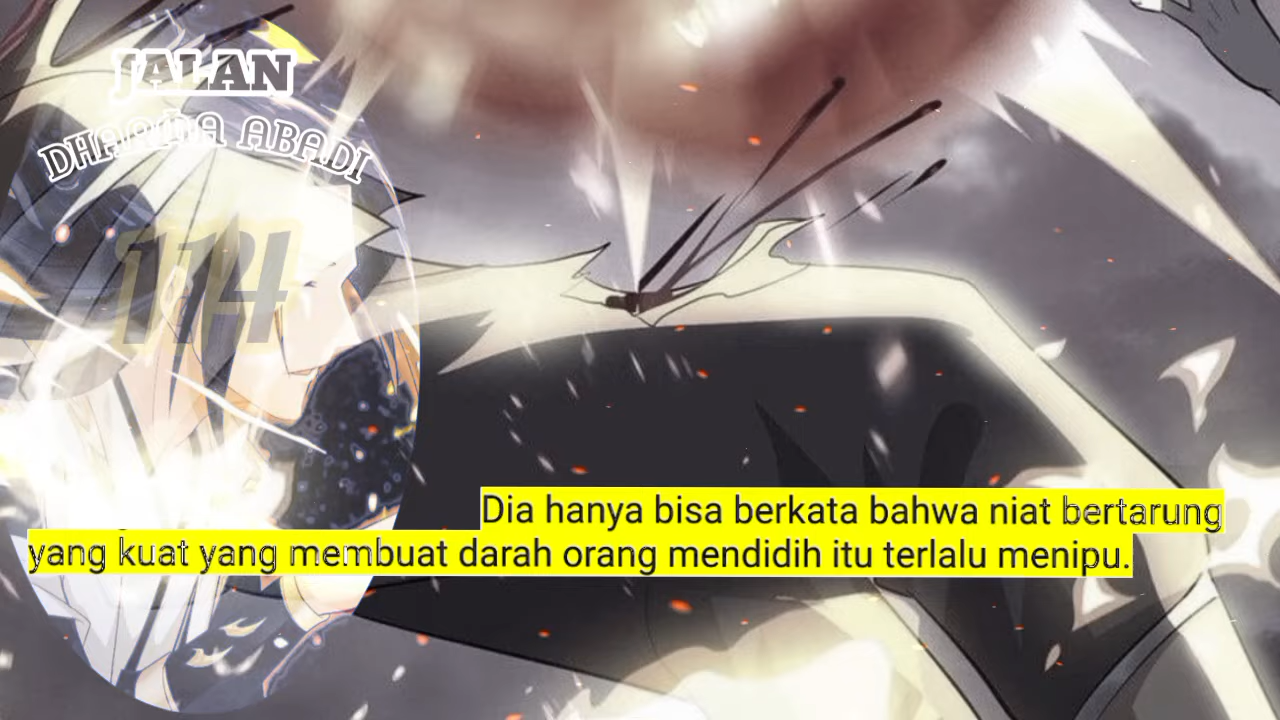 JALAN
DHARMA ABADI
114
Dia hanya bisa berkata bahwa niat bertarung
yang kuat yang membuat darah orang mendidih itu terlalu menipu.